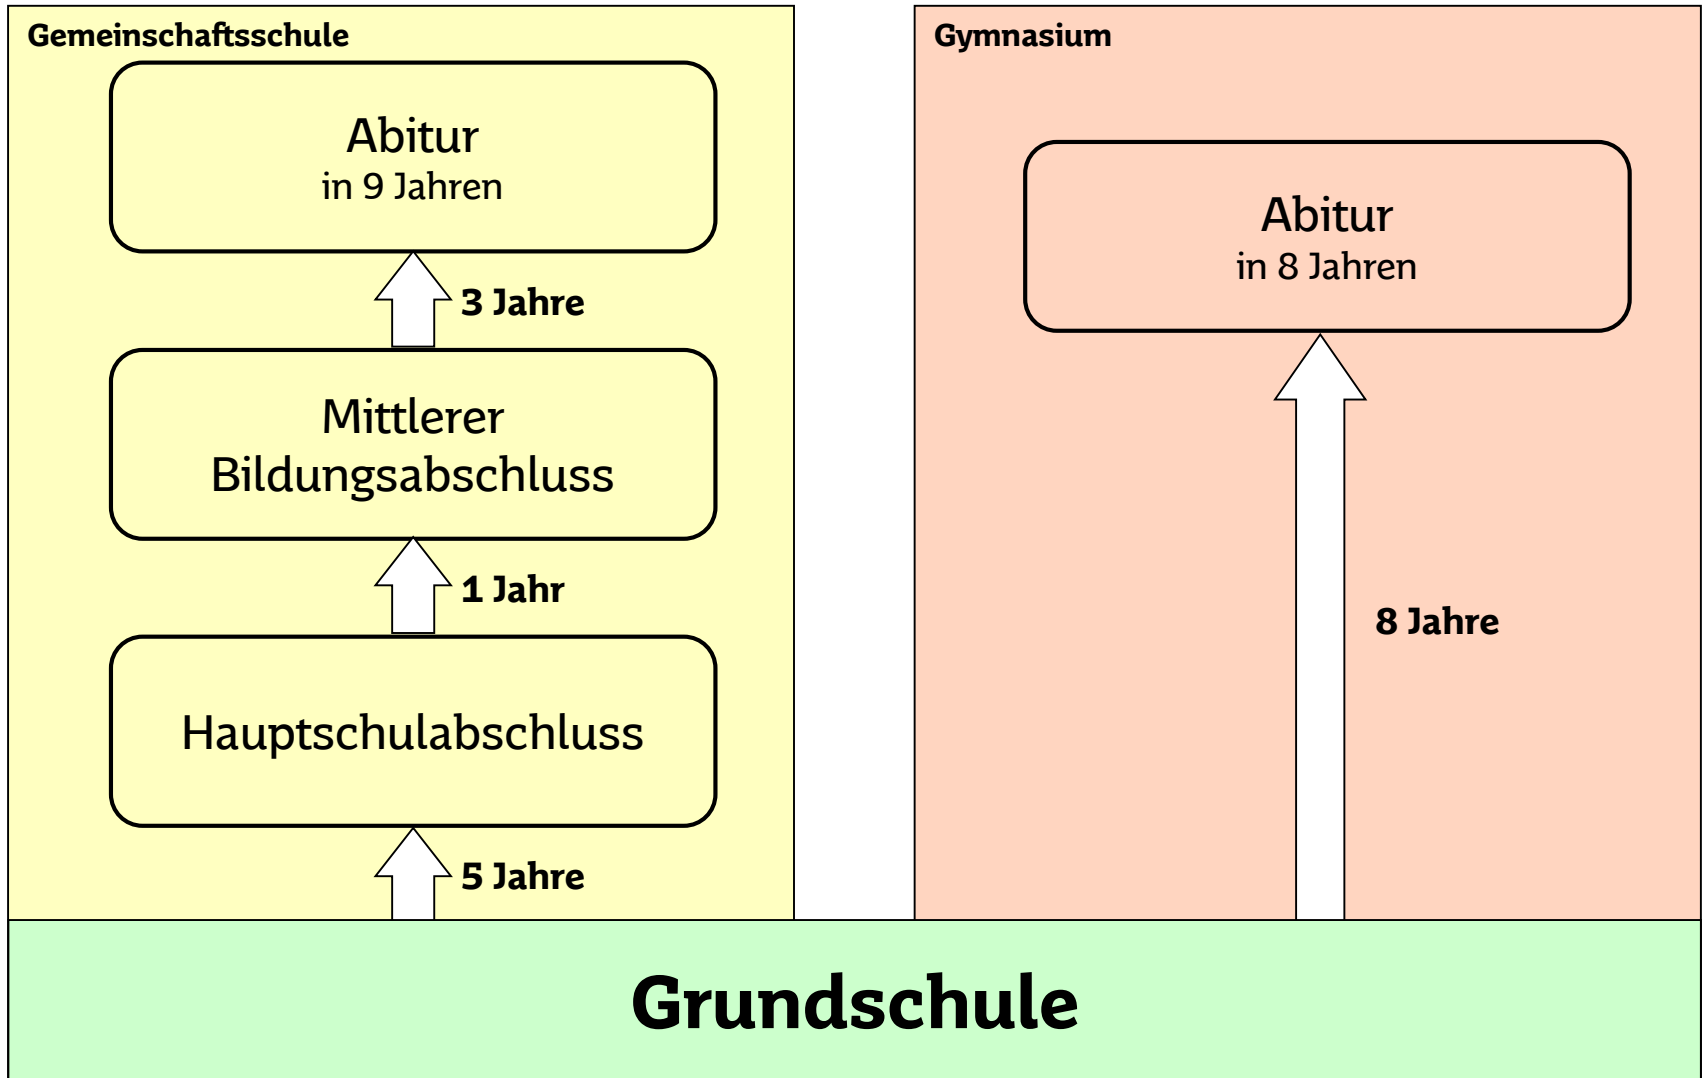 Gemeinschaftsschule
Abitur
in 9 Jahren
3 Jahre
Mittlerer
Bildungsabschluss
1 Jahr
Hauptschulabschluss
5 Jahre
Gymnasium
Abitur
in 8 Jahren
8 Jahre
Grundschule